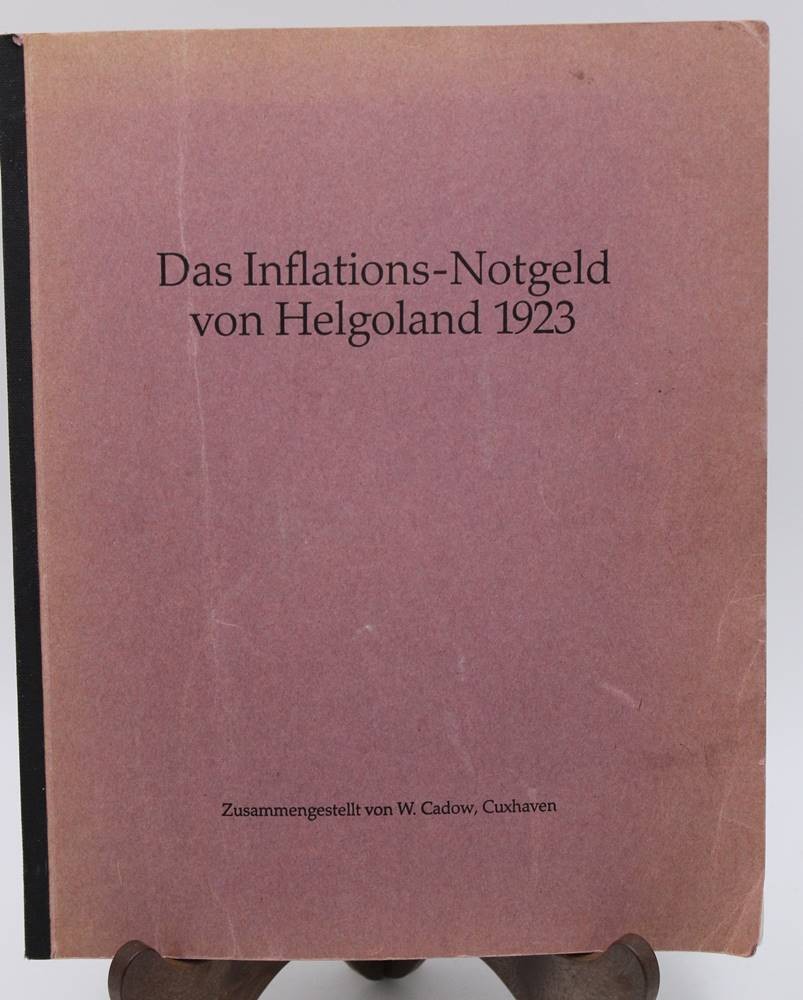 Das Inflations-Notgeld
von Helgoland 1923
Zusammengestellt von W. Cadow, Cuxhaven